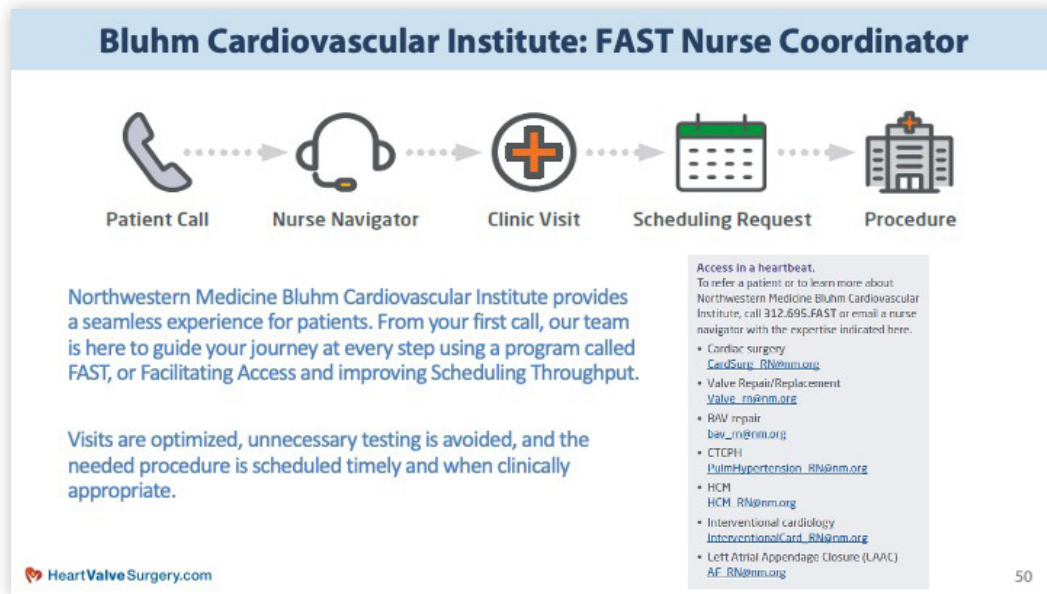 Bluhm Cardiovascular Institute: FAST Nurse Coordinator
Patient Call
Nurse Navigator
Clinic Visit
Scheduling Request
Procedure
Northwestern Medicine Bluhm Cardiovascular Institute provides
a seamless experience for patients. From your first call, our team
is here to guide your journey at every step using a program called
FAST, or Facilitating Access and improving Scheduling Throughput.
Visits are optimized, unnecessary testing is avoided, and the
needed procedure is scheduled timely and when clinically
appropriate.
Access in a heartbeat.
To refer a patient or to learn more about
Northwestern Medicine Bluhm Cardiovascular
Institute, call 312.695.FAST or email a nurse
navigator with the expertise indicated here.
• Cardiac surgery
CardSurg_RN@nm.org
• Valve Repair/Replacement
Valve_rn@nm.org
• BAV repair
bav_rn@nm.org
• CTEPH
PulmHypertension_RN@nm.org
• HCM
HCM_RN@nm.org
• Interventional cardiology
InterventionalCard_RN@nm.org
• Left Atrial Appendage Closure (LAAC)
AF_RN@nm.org
HeartValveSurgery.com
50